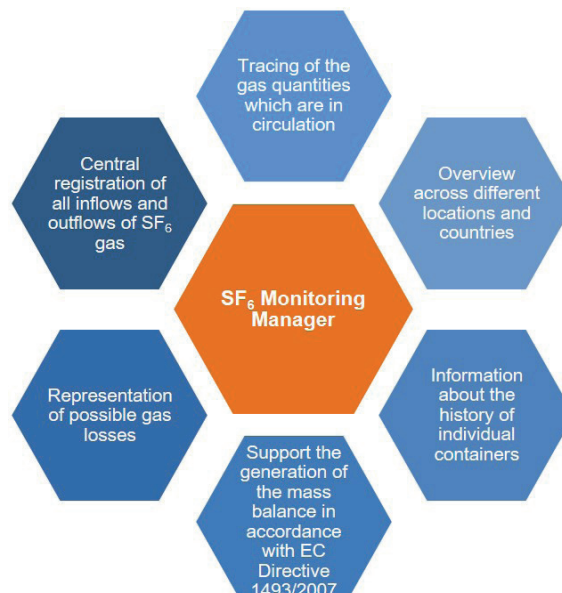 Tracing of the
gas quantities
which are in
circulation
Central
registration of
all inflows and
outflows of SF₆
gas
Overview
across different
locations and
countries
SF₆ Monitoring
Manager
Representation
of possible gas
losses
Information
about the
history of
individual
containers
Support the
generation of
the mass
balance in
accordance
with EC
Directive
1493/2007